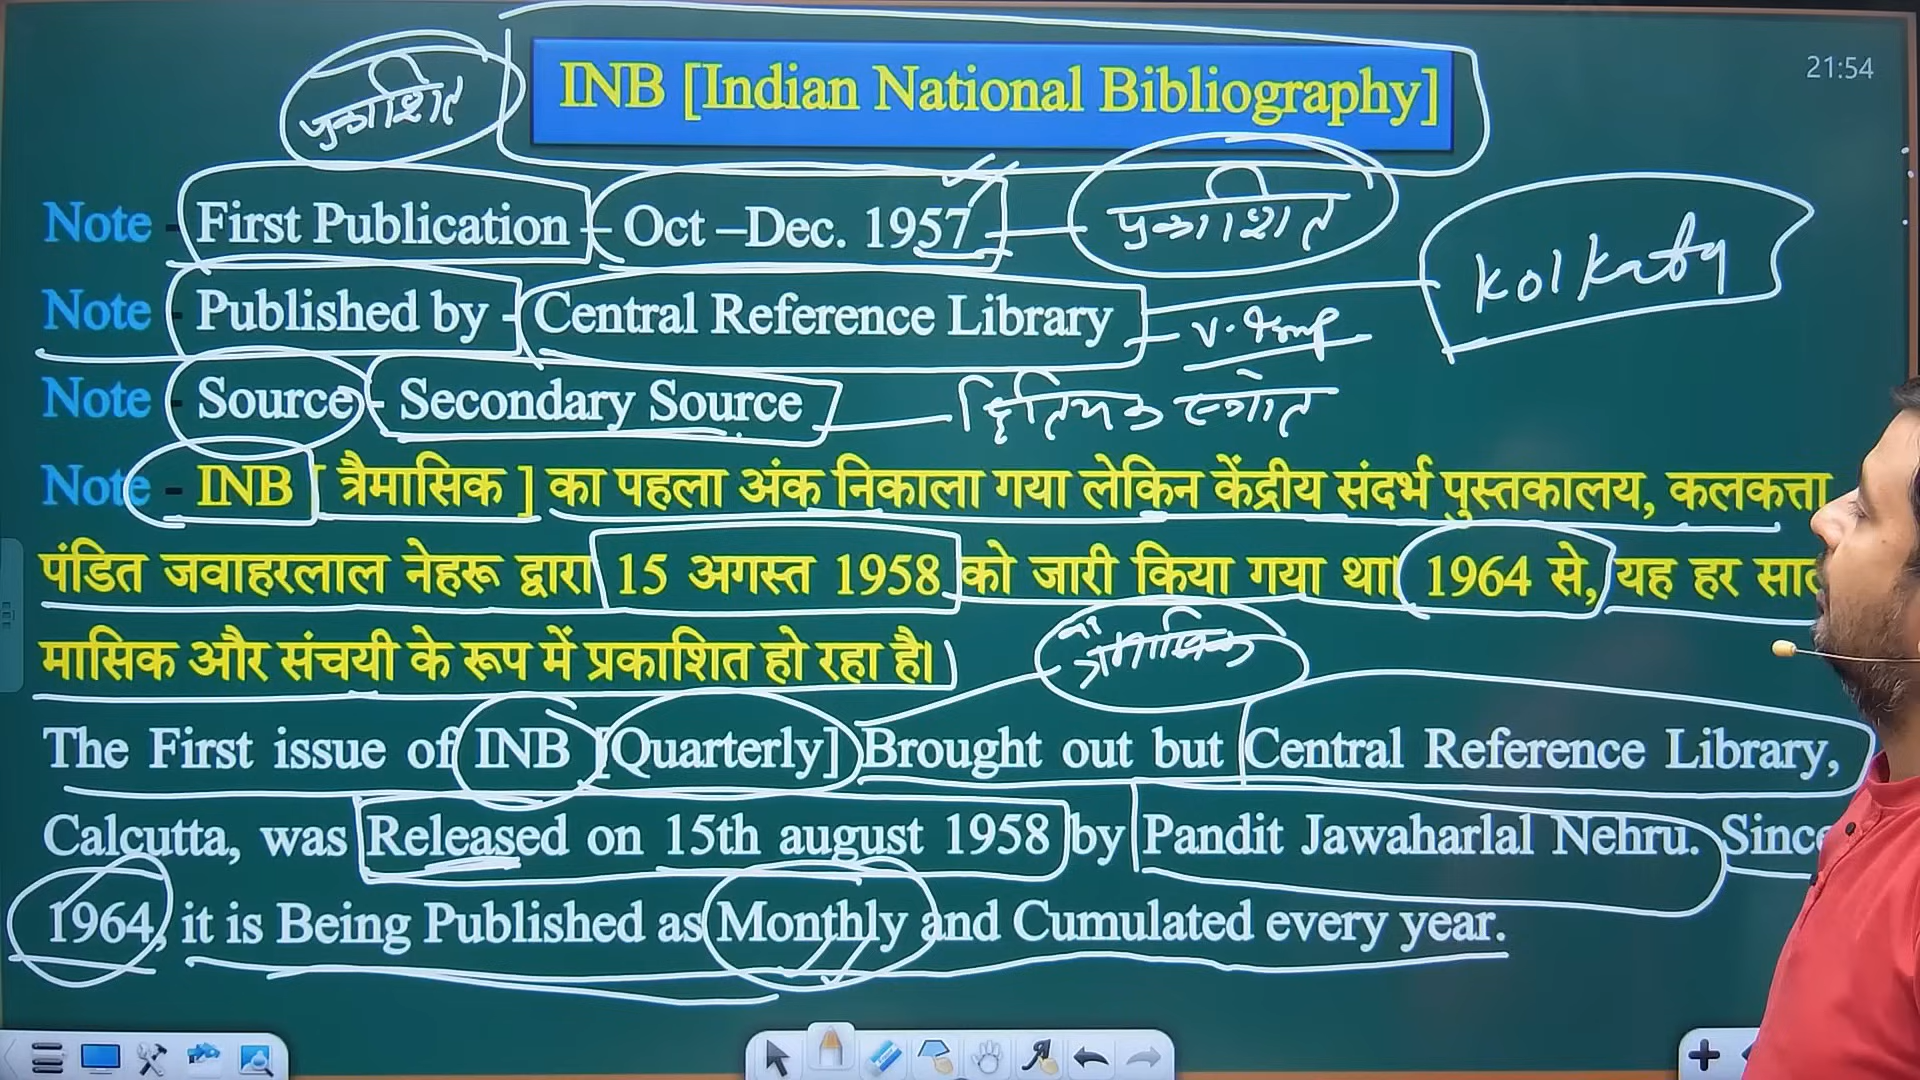 21:54
प्रकाशित INB [Indian National Bibliography]
Note - First Publication - Oct –Dec. 1957 प्रकाशित
Note - Published by - Central Reference Library Kolkata
V. Imp
Note - Source - Secondary Source द्वितियक स्त्रोत
Note - INB [ त्रैमासिक ] का पहला अंक निकाला गया लेकिन केंद्रीय संदर्भ पुस्तकालय, कलकत्ता
पंडित जवाहरलाल नेहरू द्वारा 15 अगस्त 1958 को जारी किया गया था। 1964 से, यह हर साल
मासिक और संचयी के रूप में प्रकाशित हो रहा है।
The First issue of INB [Quarterly] Brought out but Central Reference Library,
Calcutta, was Released on 15th august 1958 by Pandit Jawaharlal Nehru. Since
1964, it is Being Published as Monthly and Cumulated every year.